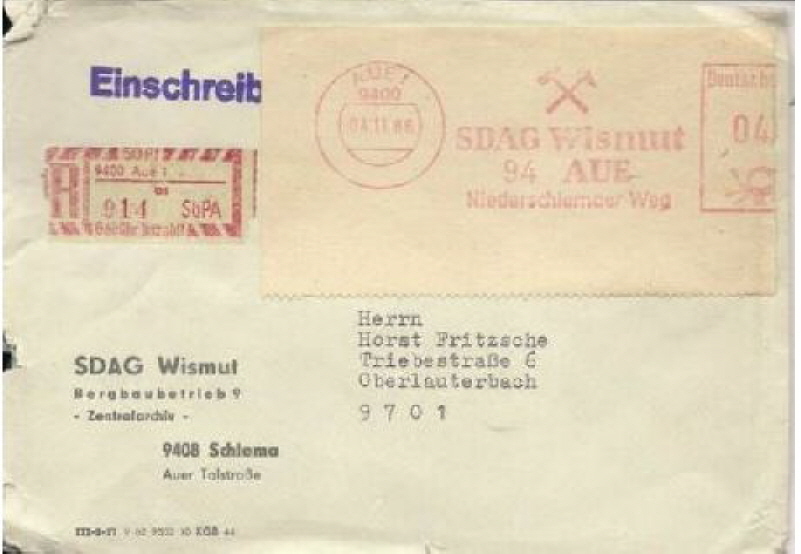 Einschreib
AUE 1
9400
04.11.86
SDAG Wismut
94 AUE
Niederschlemaer Weg
Deutsche
04
SbPA
9400 Aue 1
R
914 SbPA
Herrn
Horst Fritzsche
Triebestraße 6
Oberlauterbach
9701
SDAG Wismut
Bergbaubetrieb 9
- Zentralarchiv -
9408 Schlema
Auer Talstraße